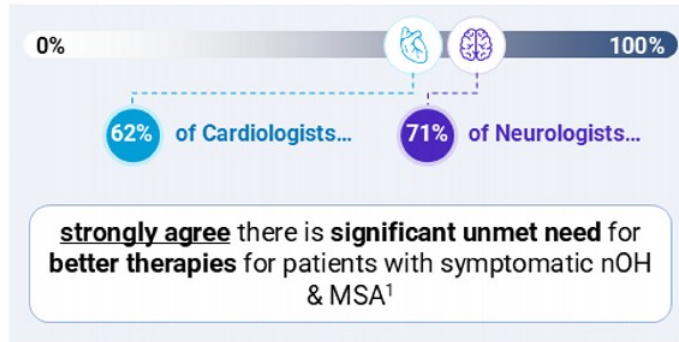 0%
100%
62% of Cardiologists...
71% of Neurologists...
strongly agree there is significant unmet need for
better therapies for patients with symptomatic nOH
& MSA¹